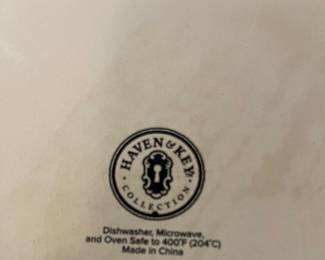 HAVEN & KEY
COLLECTION
Dishwasher, Microwave,
and Oven Safe to 400°F (204°C)
Made in China